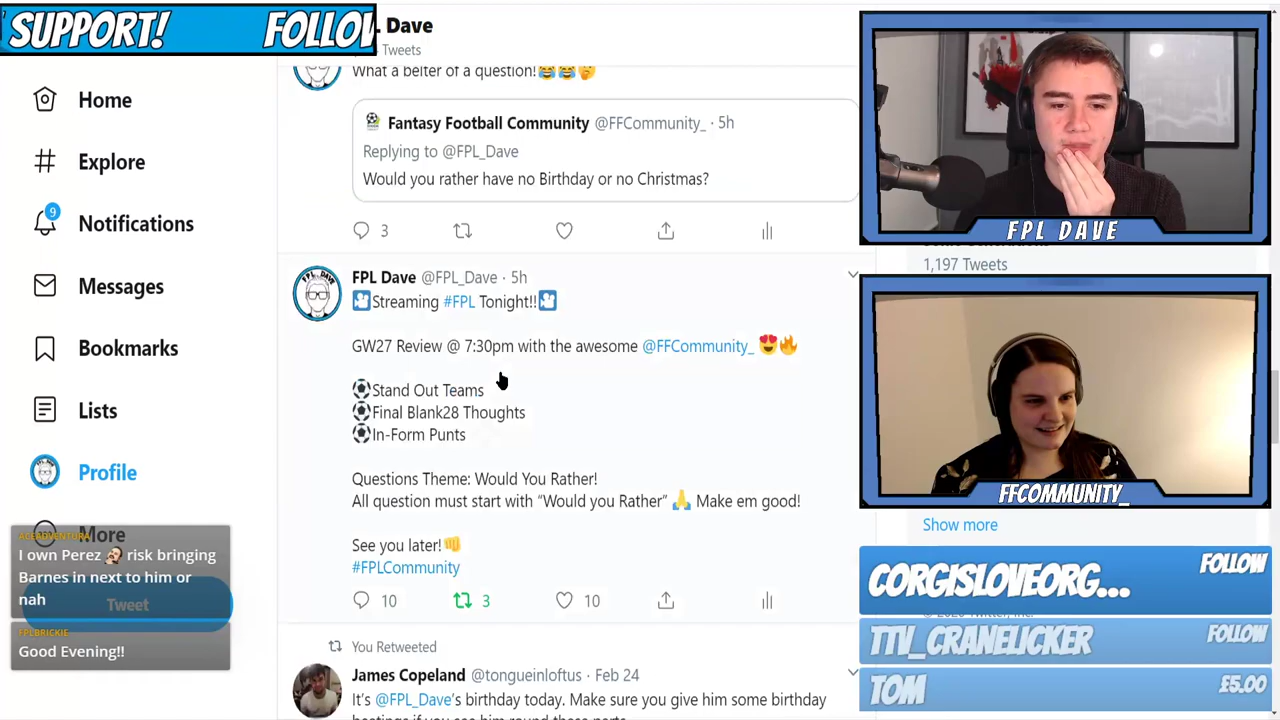 SUPPORT!
FOLLO
Dave
Tweets
Home
Explore
9
Notifications
Messages
Bookmarks
Lists
Profile
More
Tweet
I own Perez risk bringing
Barnes in next to him or
nah
FPLBRICKIE
Good Evening!!
What a belter of a question!😂😂🤔
Fantasy Football Community @FFCommunity_ · 5h
Replying to @FPL_Dave
Would you rather have no Birthday or no Christmas?
3
FPL Dave @FPL_Dave · 5h
🎦Streaming #FPL Tonight!!🎦
GW27 Review @ 7:30pm with the awesome @FFCommunity_ 😍🔥
⚽Stand Out Teams
⚽Final Blank28 Thoughts
⚽In-Form Punts
Questions Theme: Would You Rather!
All question must start with “Would you Rather” 🙏 Make em good!
See you later!👊
#FPLCommunity
10 3 10
You Retweeted
James Copeland @tongueinloftus · Feb 24
It's @FPL_Dave's birthday today. Make sure you give him some birthday
FPL DAVE
1,197 Tweets
FFCOMMUNITY_
Show more
CORGISLOVEORG... FOLLOW
TTV_CRANELICKER FOLLOW
TOM £5.00